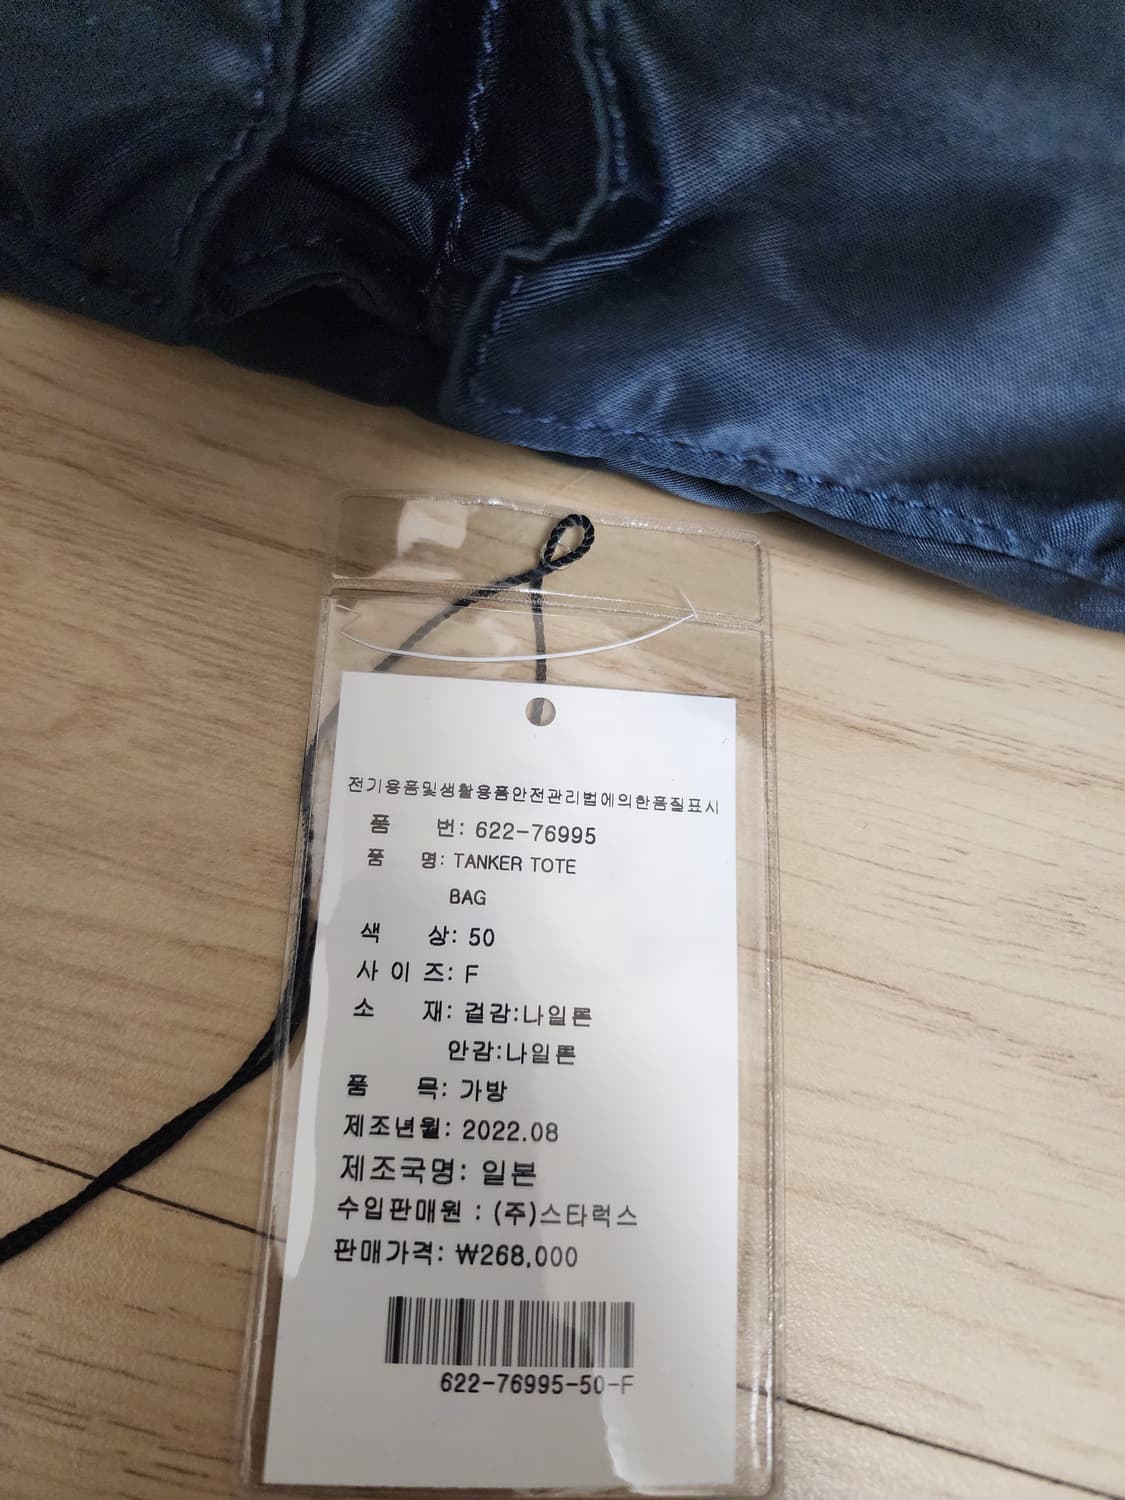 전기용품및생활용품안전관리법에의한품질표시
품 번: 622-76995
품 명: TANKER TOTE
BAG
색 상: 50
사 이 즈: F
소 재: 겉감:나일론
안감:나일론
품 목: 가방
제조년월: 2022.08
제조국명: 일본
수입판매원 : (주)스타럭스
판매가격: ₩268,000
622-76995-50-F